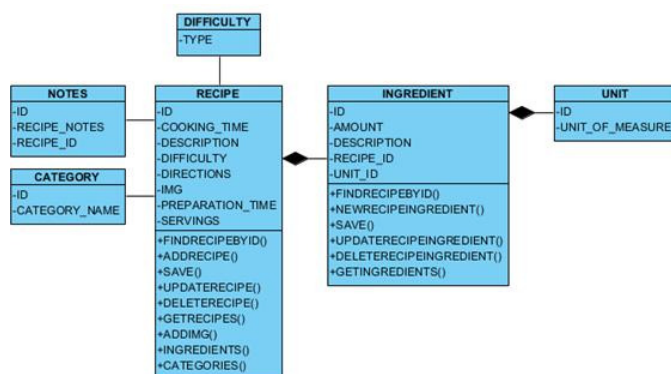 DIFFICULTY
-TYPE
NOTES
-ID
-RECIPE_NOTES
-RECIPE_ID
CATEGORY
-ID
-CATEGORY_NAME
RECIPE
-ID
-COOKING_TIME
-DESCRIPTION
-DIFFICULTY
-DIRECTIONS
-IMG
-PREPARATION_TIME
-SERVINGS
+FINDRECIPEBYID()
+ADDRECIPE()
+SAVE()
+UPDATERECIPE()
+DELETERECIPE()
+GETRECIPES()
+ADDIMG()
+INGREDIENTS()
+CATEGORIES()
INGREDIENT
-ID
-AMOUNT
-DESCRIPTION
-RECIPE_ID
-UNIT_ID
+FINDRECIPEBYID()
+NEWRECIPEINGREDIENT()
+SAVE()
+UPDATERECIPEINGREDIENT()
+DELETERECIPEINGREDIENT()
+GETINGREDIENTS()
UNIT
-ID
-UNIT_OF_MEASURE